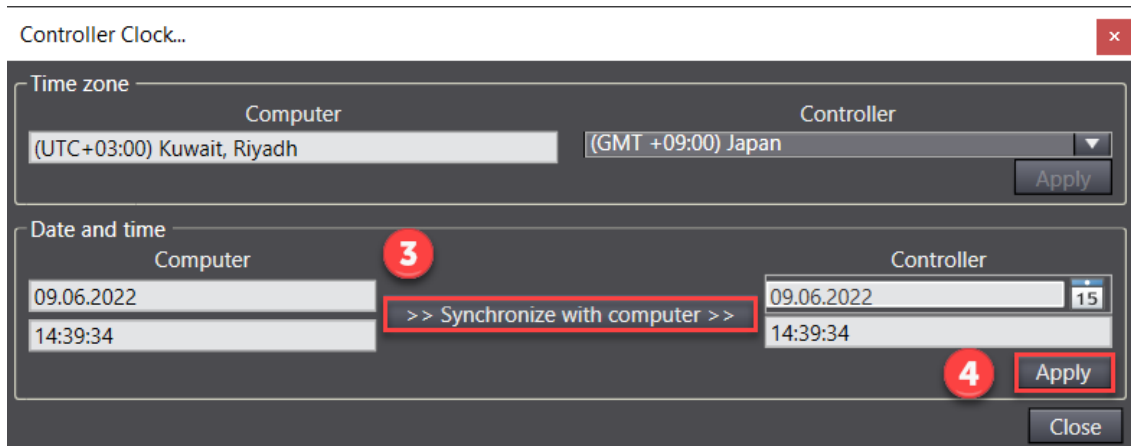 Controller Clock...
×
Time zone
Computer
Controller
(UTC+03:00) Kuwait, Riyadh
(GMT +09:00) Japan
Apply
Date and time
3
Computer
Controller
09.06.2022
>> Synchronize with computer >>
09.06.2022
15
14:39:34
14:39:34
4
Apply
Close